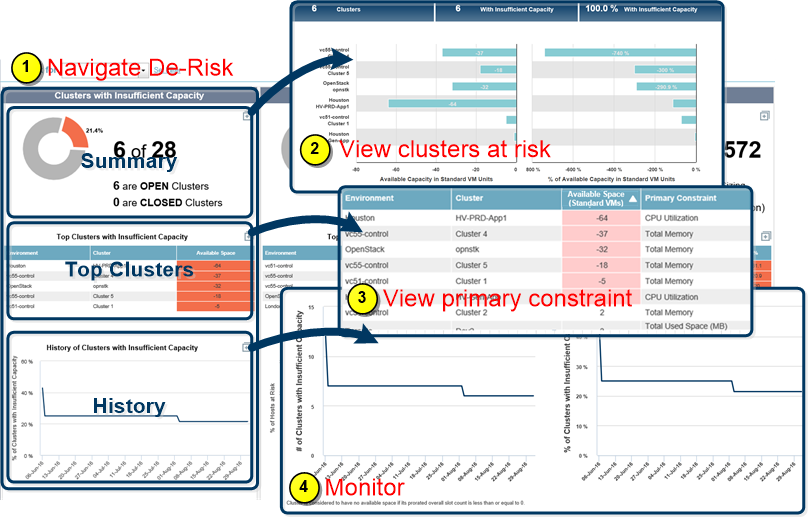 1 Navigate De-Risk
Clusters with Insufficient Capacity
21.4%
6 of 28
Summary
6 are OPEN Clusters
0 are CLOSED Clusters
Top Clusters with Insufficient Capacity
Environment Cluster Available Space
Houston -64
vc55-control -37
OpenStack opnstk -32
vc55-control Cluster 5 -18
vc51-control Cluster 1 -5
Top Clusters
History of Clusters with Insufficient Capacity
% of Clusters with Insufficient Capacity
60 %
40 %
20 %
0 %
History
06-Jun-16 13-Jun-16 20-Jun-16 27-Jun-16 04-Jul-16 11-Jul-16 18-Jul-16 25-Jul-16 01-Aug-16 08-Aug-16 15-Aug-16 22-Aug-16 29-Aug-16
6 Clusters 6 With Insufficient Capacity 100.0 % With Insufficient Capacity
vc55-control
-37 -740 %
Cluster 5 -18 -300 %
OpenStack
opnstk -32 -290.9 %
Houston
HV-PRD-App1 -64
vc51-control
Cluster 1
Houston
-80 -60 -40 -20 0 -800 % -600 % -400 % -200 % 0 %
Available Capacity in Standard VM Units % of Available Capacity in Standard VM Units
2 View clusters at risk
572
Environment Cluster Available Space (Standard VMs) Primary Constraint
Houston HV-PRD-App1 -64 CPU Utilization
vc55-control Cluster 4 -37 Total Memory
OpenStack opnstk -32 Total Memory
vc55-control Cluster 5 -18 Total Memory
vc51-control Cluster 1 -5 Total Memory
CPU Utilization
vc51-control Cluster 2 2 Total Memory
Total Used Space (MB)
3 View primary constraint
Environment
vc51-control
vc55-control
vc55-control
% of Hosts at Risk
# of Clusters with Insufficient Capacity
15
5
0
13-Jun-16 20-Jun-16 27-Jun-16 04-Jul-16 11-Jul-16 18-Jul-16 25-Jul-16 01-Aug-16 08-Aug-16 15-Aug-16 22-Aug-16 29-Aug-16
% of Clusters with Insufficient Capacity
40 %
30 %
20 %
10 %
0 %
06-Jun-16 13-Jun-16 20-Jun-16 27-Jun-16 04-Jul-16 11-Jul-16 18-Jul-16 25-Jul-16 01-Aug-16 08-Aug-16 15-Aug-16 22-Aug-16 29-Aug-16
4 Monitor
considered to have no available space if its prorated overall slot count is less than or equal to 0.